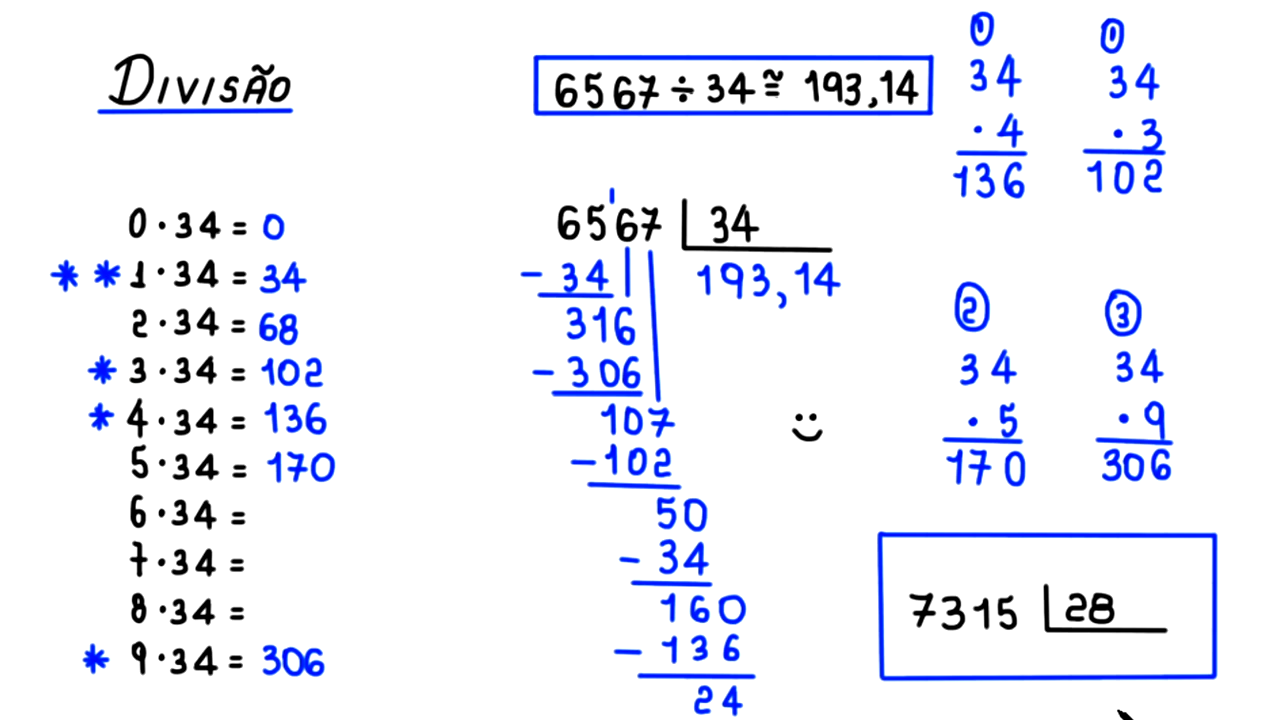 DIVISÃO
6567 ÷ 34 ≅ 193,14
0 · 34 = 0
* * 1 · 34 = 34
2 · 34 = 68
* 3 · 34 = 102
* 4 · 34 = 136
5 · 34 = 170
6 · 34 =
7 · 34 =
8 · 34 =
* 9 · 34 = 306
6567 34
- 34 193,14
316
- 306
107
- 102
50
- 34
160
- 136
24
1
34
· 4
136
1
34
· 3
102
2
34
· 5
170
3
34
· 9
306
7315 28